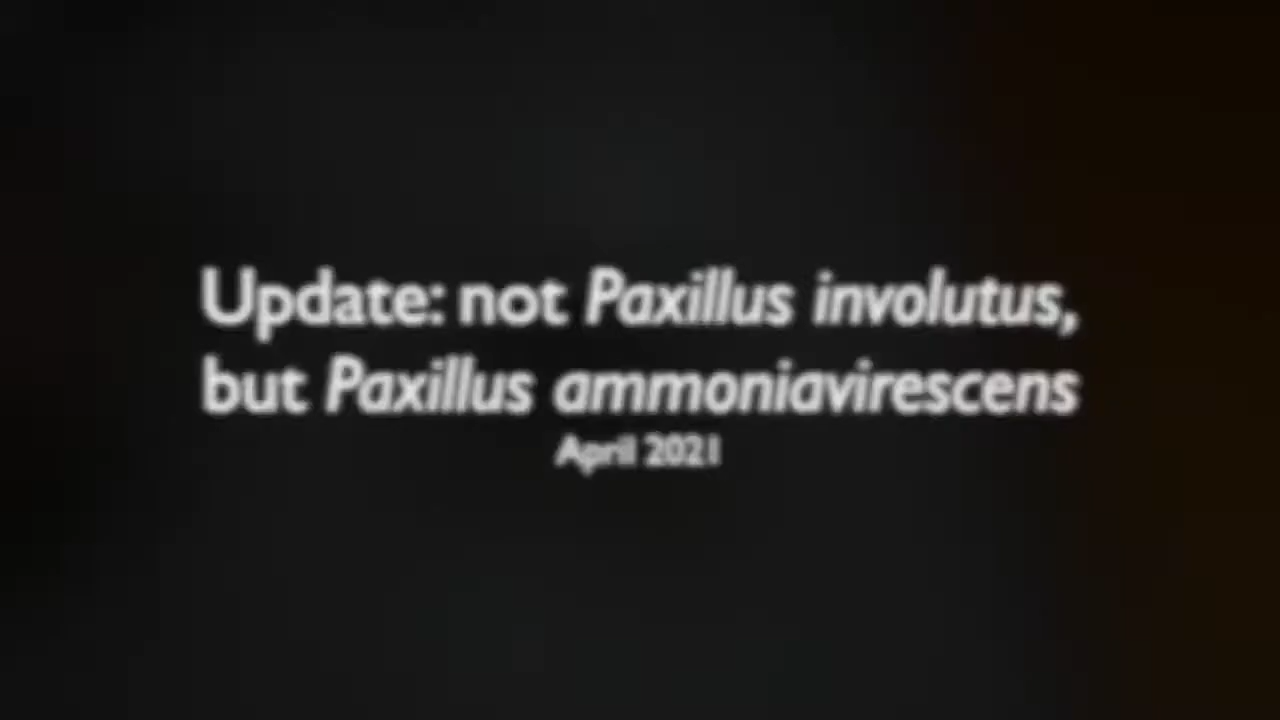 Update: not Paxillus involutus,
but Paxillus ammoniavirescens
April 2021